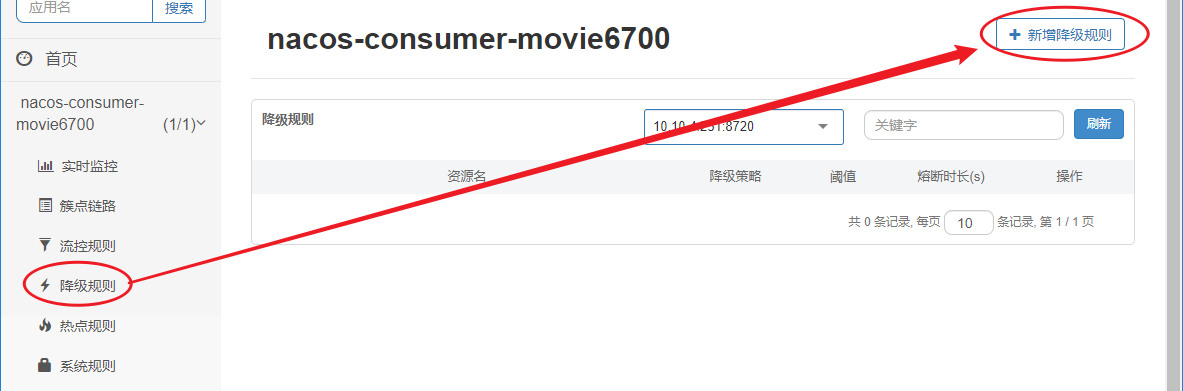 应用名 搜索
首页
nacos-consumer-
movie6700 (1/1)
实时监控
簇点链路
流控规则
降级规则
热点规则
系统规则
nacos-consumer-movie6700
+ 新增降级规则
降级规则 10.10.4.251:8720 关键字 刷新
资源名 降级策略 阈值 熔断时长(s) 操作
共 0 条记录, 每页 10 条记录, 第 1 / 1 页